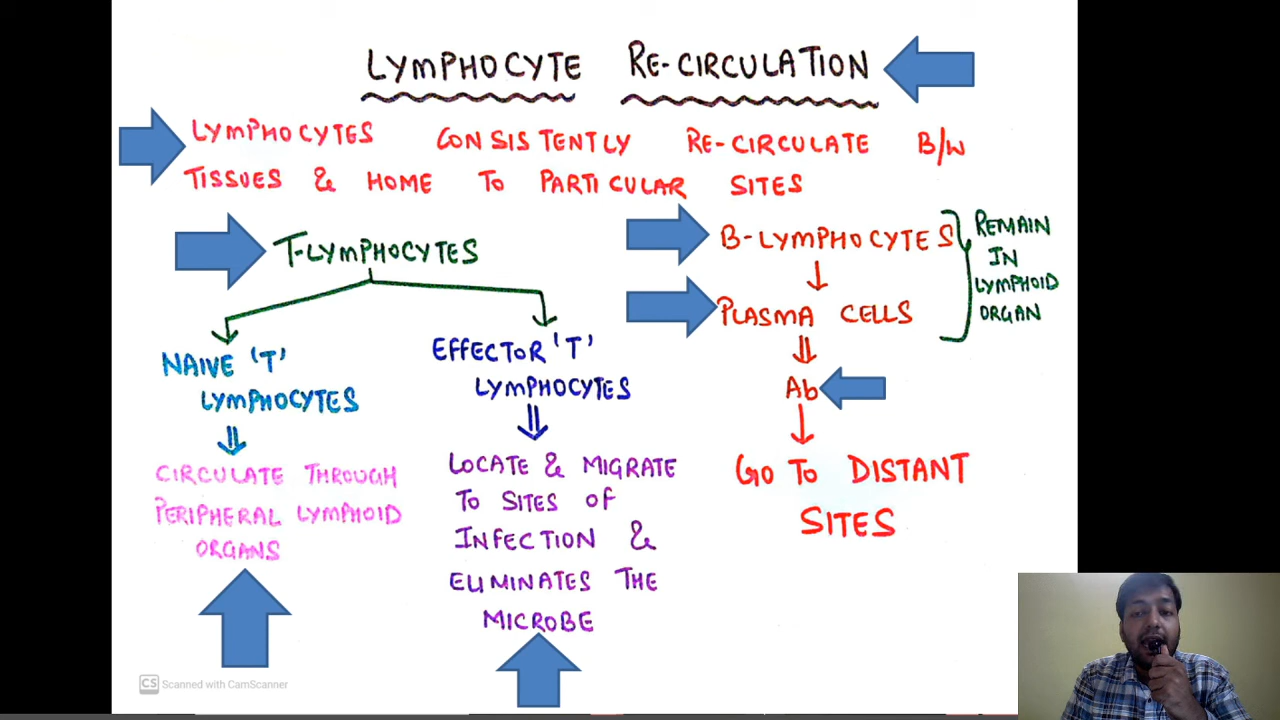 LYMPHOCYTE RE-CIRCULATION
LYMPHOCYTES CONSISTENTLY RE-CIRCULATE B/W
TISSUES & HOME TO PARTICULAR SITES
T-LYMPHOCYTES
NAIVE 'T'
LYMPHOCYTES
CIRCULATE THROUGH
PERIPHERAL LYMPHOID
ORGANS
EFFECTOR 'T'
LYMPHOCYTES
LOCATE & MIGRATE
TO SITES OF
INFECTION &
ELIMINATES THE
MICROBE
B-LYMPHOCYTES
PLASMA CELLS
REMAIN
IN
LYMPHOID
ORGAN
Ab
GO TO DISTANT
SITES
CS Scanned with CamScanner